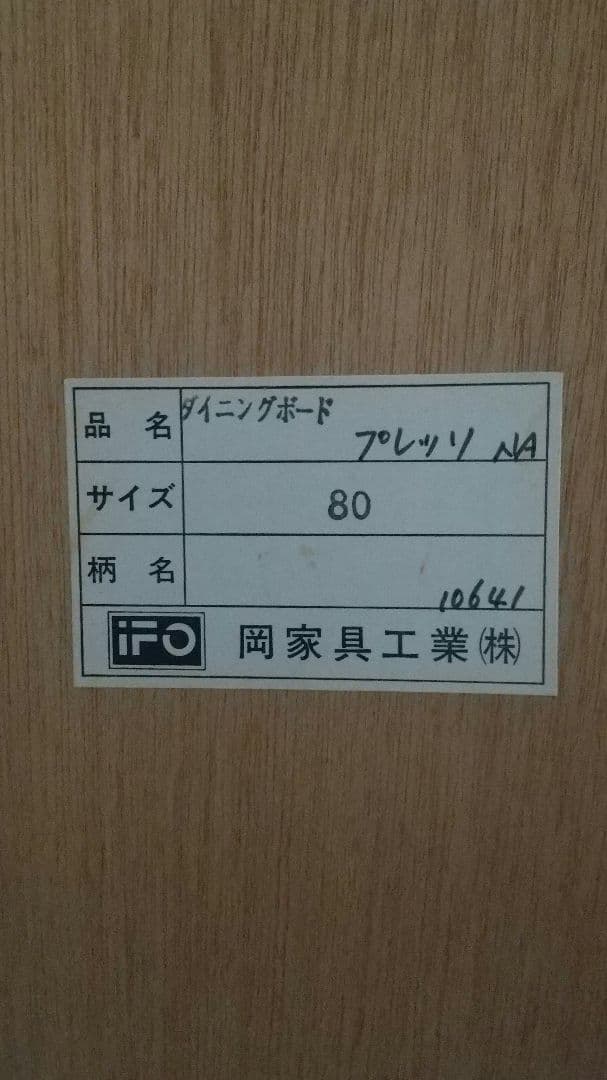 品名 ダイニングボード
プレッソ NA
サイズ 80
柄名
10641
iFO 岡家具工業㈱